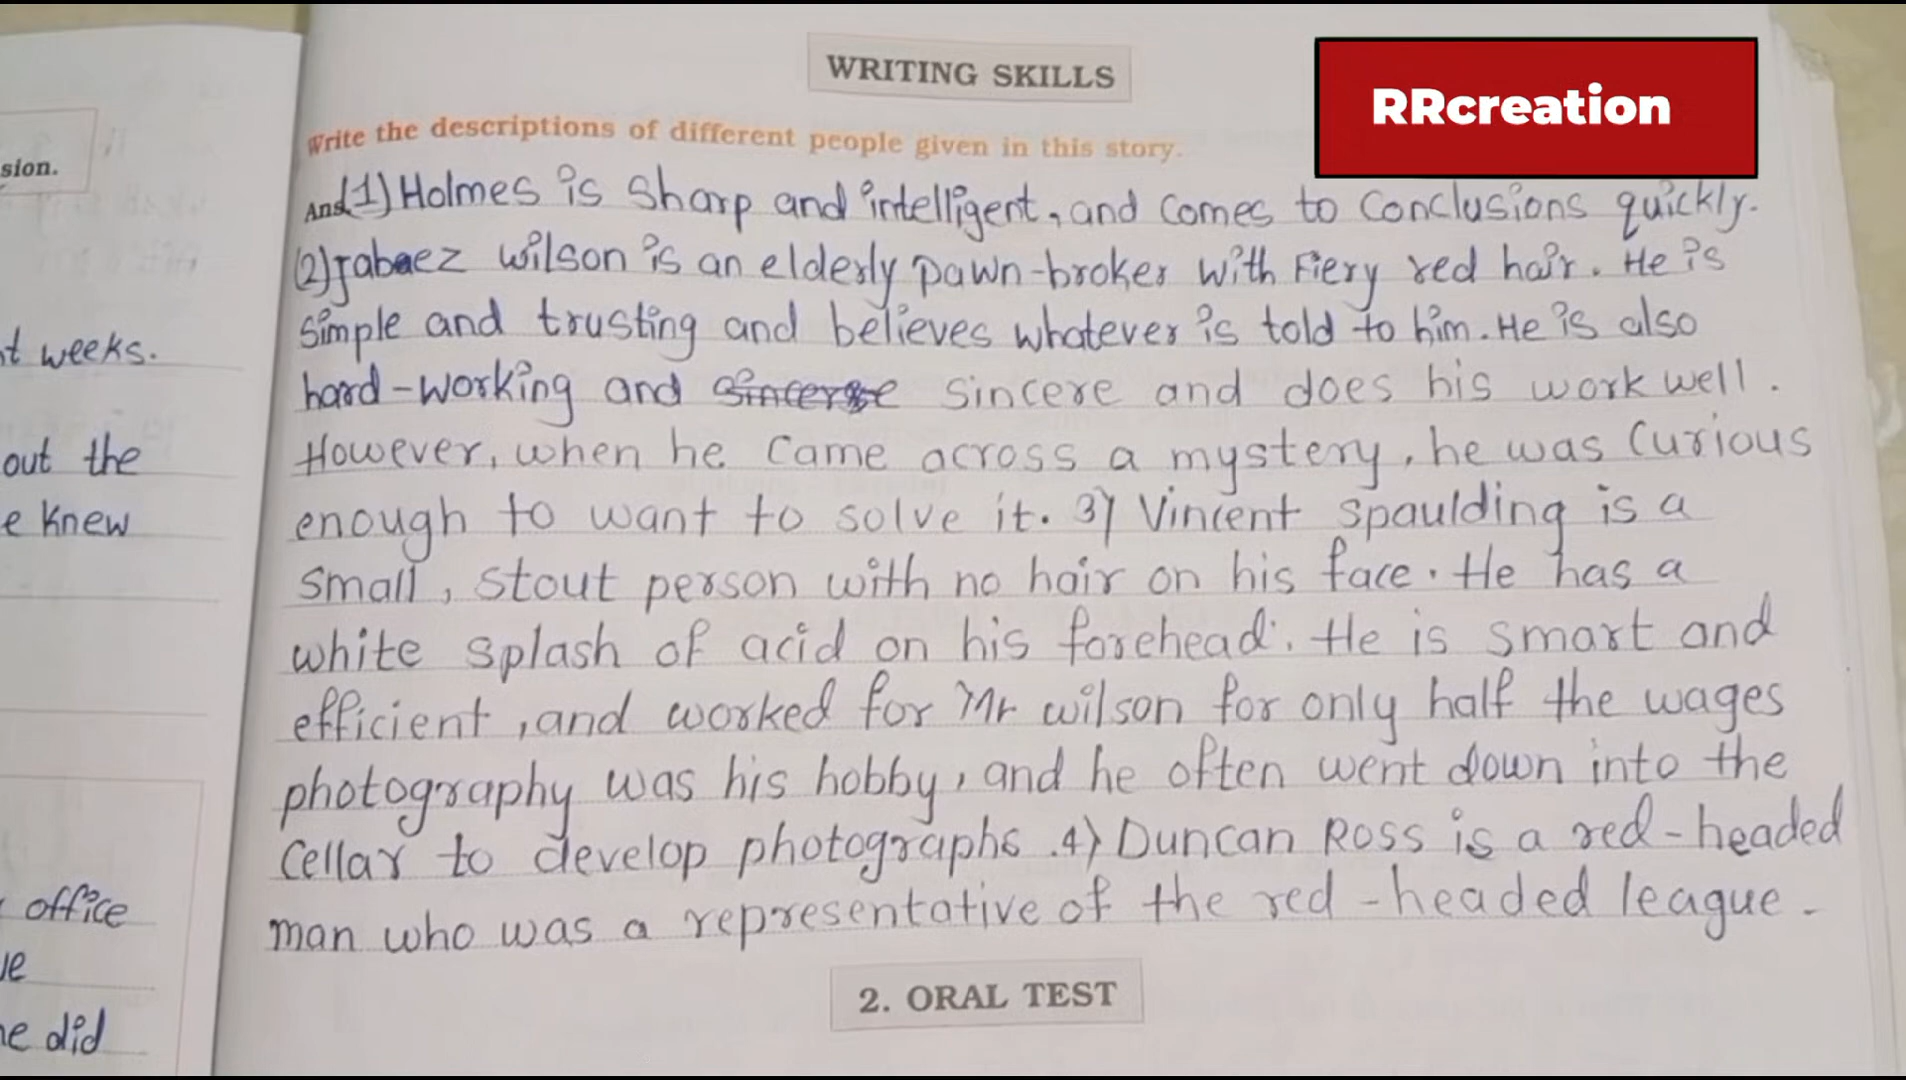 WRITING SKILLS
RRcreation
Write the descriptions of different people given in this story.
sion.
Ans(1) Holmes is sharp and intelligent, and comes to conclusions quickly.
(2) Jabaez Wilson is an elderly pawn-broker with fiery red hair. He is
simple and trusting and believes whatever is told to him. He is also
hard-working and sincere and does his work well.
However, when he came across a mystery, he was curious
enough to want to solve it. 3) Vincent spaulding is a
small, stout person with no hair on his face. He has a
white splash of acid on his forehead. He is smart and
efficient, and worked for Mr wilson for only half the wages
photography was his hobby, and he often went down into the
Cellar to develop photographs. 4) Duncan Ross is a red-headed
man who was a representative of the red-headed league.
2. ORAL TEST
t weeks.
out the
e knew
office
ve
he did